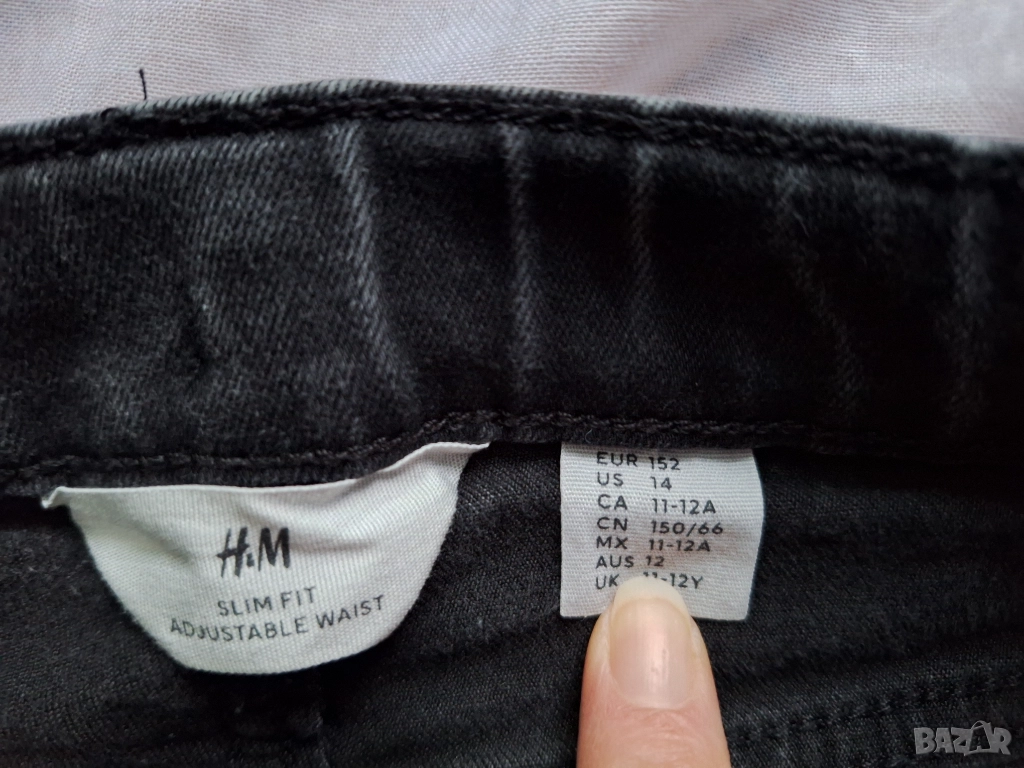 H&M
SLIM FIT
ADJUSTABLE WAIST
EUR 152
US 14
CA 11-12A
CN 150/66
MX 11-12A
AUS 12
UK 11-12Y
BAZAR